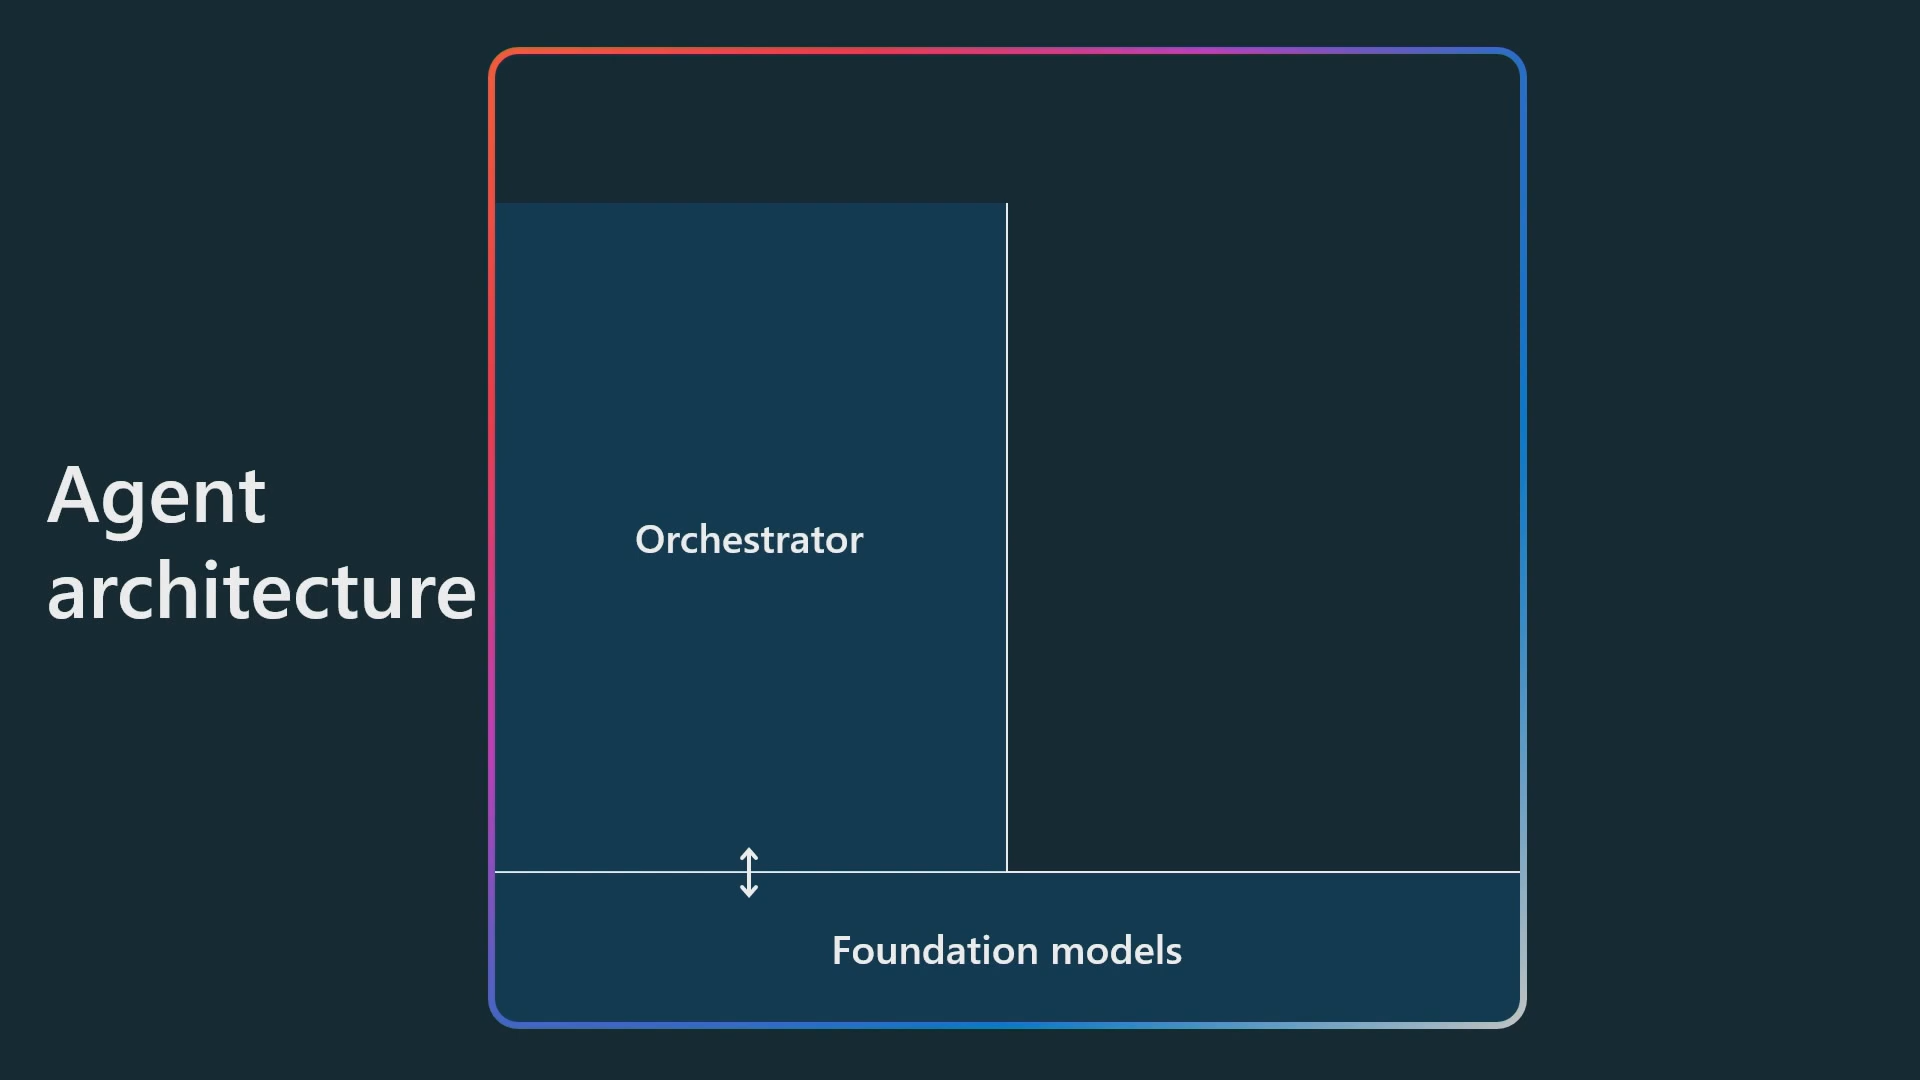 Agent
architecture
Orchestrator
Foundation models